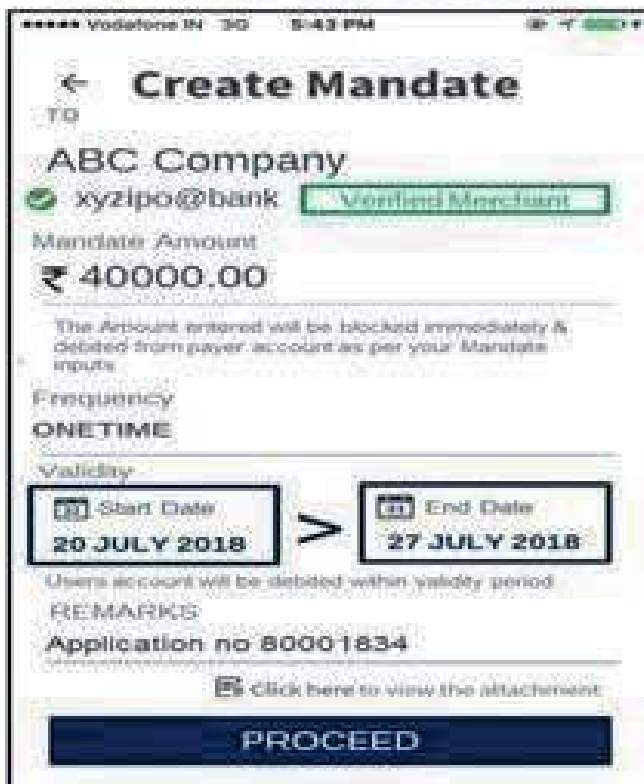 Vodafone IN 3G 5:43 PM
← Create Mandate
TO
ABC Company
xyzipo@bank Verified Merchant
Mandate Amount
₹ 40000.00
The Amount entered will be blocked immediately &
debited from payer account as per your Mandate
inputs
Frequency
ONETIME
Validity
Start Date > End Date
20 JULY 2018 27 JULY 2018
Users account will be debited within validity period
REMARKS
Application no 80001834
Click here to view the attachment
PROCEED